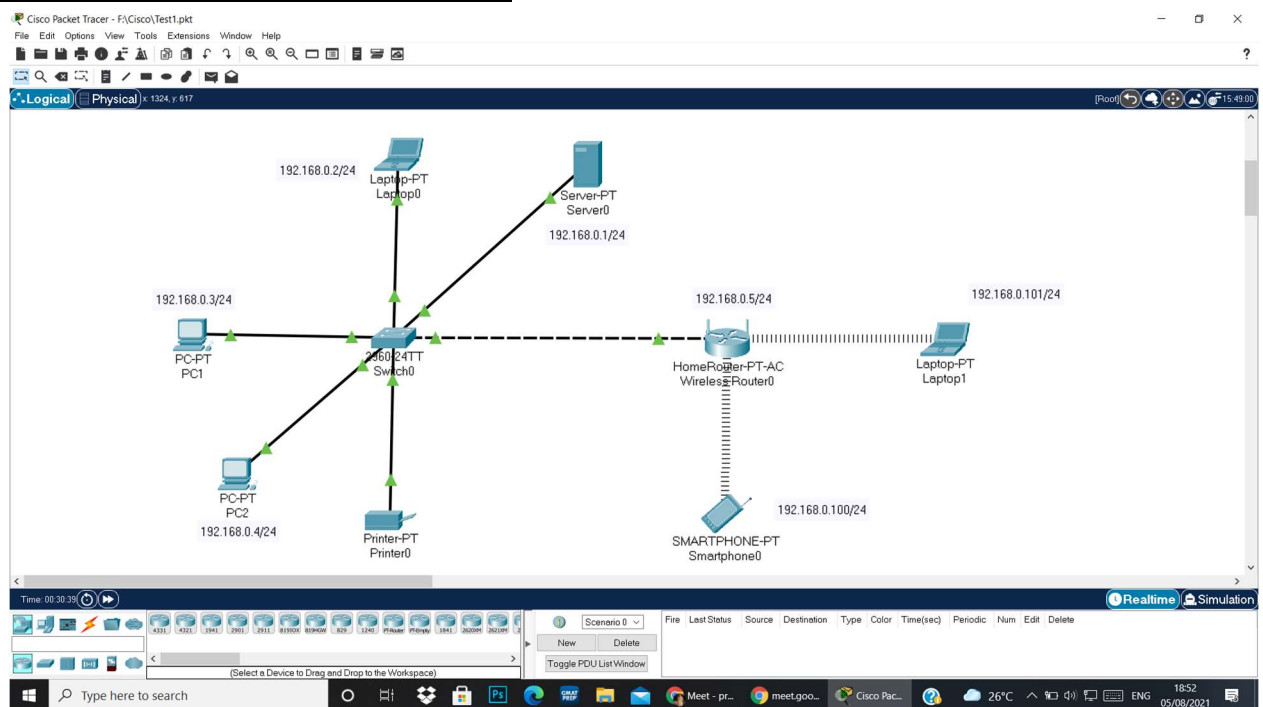 Cisco Packet Tracer - F:\Cisco\Test1.pkt
File Edit Options View Tools Extensions Window Help
?
Logical Physical x: 1324, y: 617 [Root] 15:49:00
192.168.0.2/24
Laptop-PT
Laptop0
Server-PT
Server0
192.168.0.1/24
192.168.0.3/24
PC-PT
PC1
2960-24TT
Switch0
192.168.0.5/24
HomeRouter-PT-AC
Wireless Router0
192.168.0.101/24
Laptop-PT
Laptop1
PC-PT
PC2
192.168.0.4/24
Printer-PT
Printer0
192.168.0.100/24
SMARTPHONE-PT
Smartphone0
Time: 00:30:39 Realtime Simulation
4331 4321 1941 2901 2911 819IOX 819HGW 829 1240 PT-Router PT-Empty 1841 2620XM 2621XM
Scenario 0
New Delete
Toggle PDU List Window
Fire Last Status Source Destination Type Color Time(sec) Periodic Num Edit Delete
(Select a Device to Drag and Drop to the Workspace)
Type here to search
Ps
GMAT PREP
Meet - pr...
meet.goo...
Cisco Pac...
26°C
ENG
18:52
05/08/2021